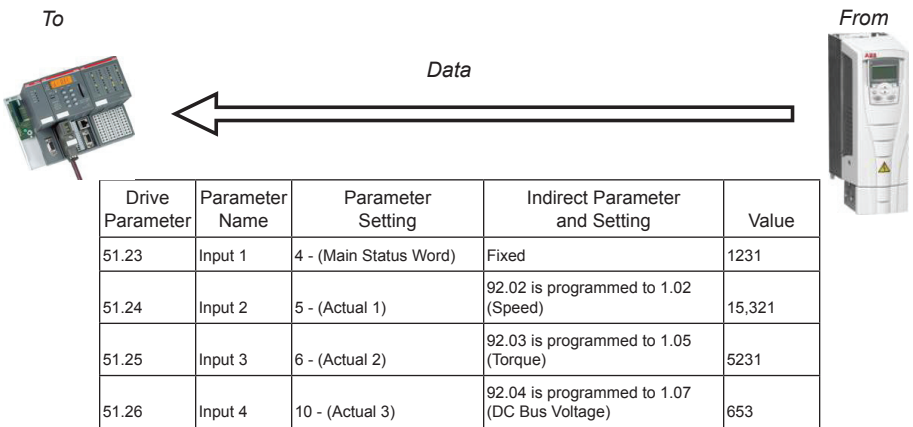 To
From
Data
ABB
Drive Parameter Parameter Name Parameter Setting Indirect Parameter and Setting Value
51.23 Input 1 4 - (Main Status Word) Fixed 1231
51.24 Input 2 5 - (Actual 1) 92.02 is programmed to 1.02 (Speed) 15,321
51.25 Input 3 6 - (Actual 2) 92.03 is programmed to 1.05 (Torque) 5231
51.26 Input 4 10 - (Actual 3) 92.04 is programmed to 1.07 (DC Bus Voltage) 653